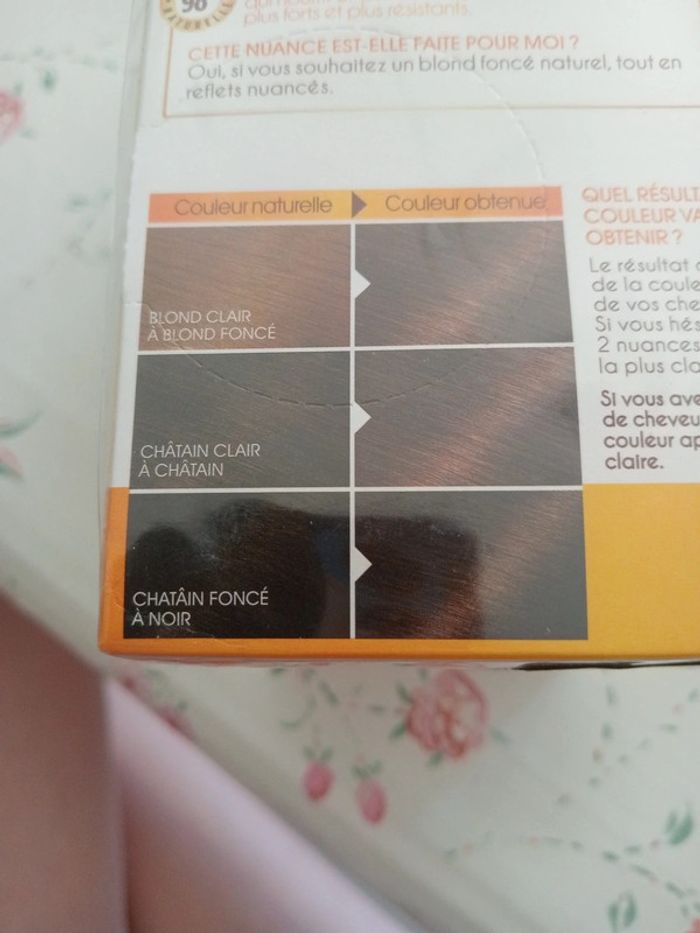 98
NATURELLE
plus forts et plus résistants.
CETTE NUANCE EST-ELLE FAITE POUR MOI ?
Oui, si vous souhaitez un blond foncé naturel, tout en
reflets nuancés.
Couleur naturelle
Couleur obtenue
BLOND CLAIR
À BLOND FONCÉ
CHÂTAIN CLAIR
À CHÂTAIN
CHATÂIN FONCÉ
À NOIR
QUEL RÉSULT
COULEUR VA
OBTENIR ?
Le résultat
de la coule
de vos che
Si vous hés
2 nuances
la plus cla
Si vous ave
de cheveu
couleur ap
claire.